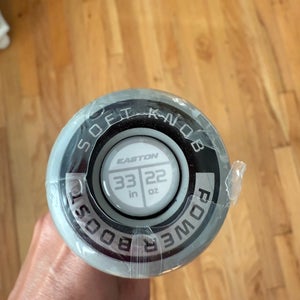 SOFT KNOB
EASTON
33 22
in oz
POWER BOOST